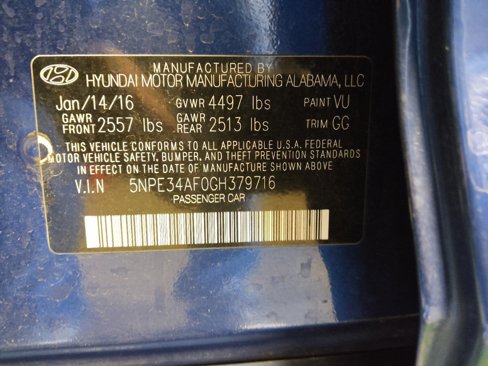 MANUFACTURED BY
HYUNDAI MOTOR MANUFACTURING ALABAMA, LLC
Jan/14/16 GVWR 4497 lbs PAINT VU
GAWR FRONT 2557 lbs GAWR REAR 2513 lbs TRIM GG
THIS VEHICLE CONFORMS TO ALL APPLICABLE U.S.A. FEDERAL
MOTOR VEHICLE SAFETY, BUMPER, AND THEFT PREVENTION STANDARDS
IN EFFECT ON THE DATE OF MANUFACTURE SHOWN ABOVE
V.I.N 5NPE34AF0GH379716
PASSENGER CAR